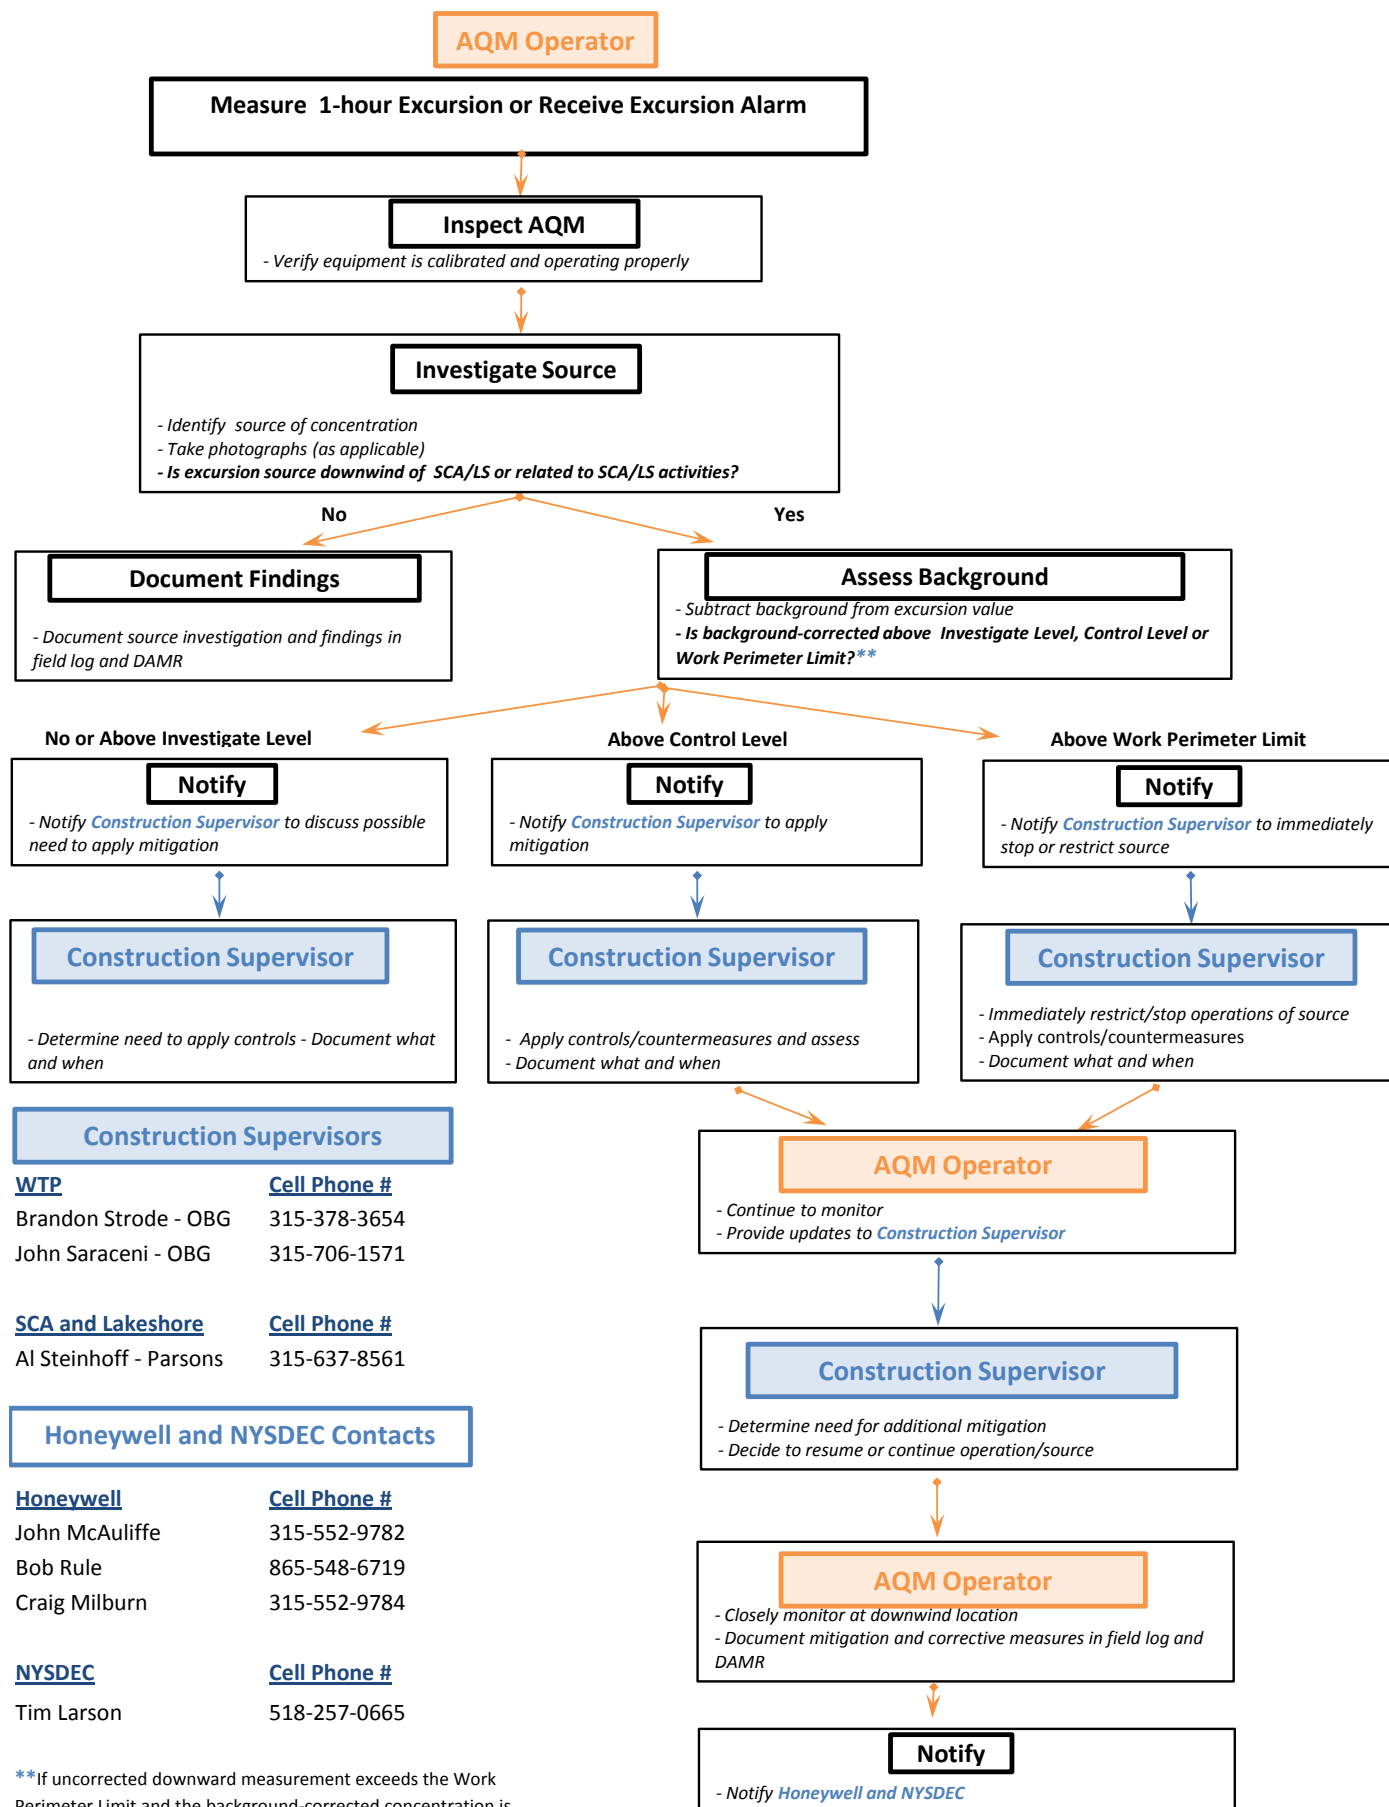 AQM Operator
Measure 1-hour Excursion or Receive Excursion Alarm
Inspect AQM
- Verify equipment is calibrated and operating properly
Investigate Source
- Identify source of concentration
- Take photographs (as applicable)
- Is excursion source downwind of SCA/LS or related to SCA/LS activities?
No
Yes
Document Findings
- Document source investigation and findings in
field log and DAMR
Assess Background
- Subtract background from excursion value
- Is background-corrected above Investigate Level, Control Level or
Work Perimeter Limit?**
No or Above Investigate Level
Above Control Level
Above Work Perimeter Limit
Notify
- Notify Construction Supervisor to discuss possible
need to apply mitigation
Notify
- Notify Construction Supervisor to apply
mitigation
Notify
- Notify Construction Supervisor to immediately
stop or restrict source
Construction Supervisor
- Determine need to apply controls - Document what
and when
Construction Supervisor
- Apply controls/countermeasures and assess
- Document what and when
Construction Supervisor
- Immediately restrict/stop operations of source
- Apply controls/countermeasures
- Document what and when
Construction Supervisors
WTP Cell Phone #
Brandon Strode - OBG 315-378-3654
John Saraceni - OBG 315-706-1571
SCA and Lakeshore Cell Phone #
Al Steinhoff - Parsons 315-637-8561
Honeywell and NYSDEC Contacts
Honeywell Cell Phone #
John McAuliffe 315-552-9782
Bob Rule 865-548-6719
Craig Milburn 315-552-9784
NYSDEC Cell Phone #
Tim Larson 518-257-0665
**If uncorrected downward measurement exceeds the Work
Perimeter Limit and the background-corrected concentration is
AQM Operator
- Continue to monitor
- Provide updates to Construction Supervisor
Construction Supervisor
- Determine need for additional mitigation
- Decide to resume or continue operation/source
AQM Operator
- Closely monitor at downwind location
- Document mitigation and corrective measures in field log and
DAMR
Notify
- Notify Honeywell and NYSDEC